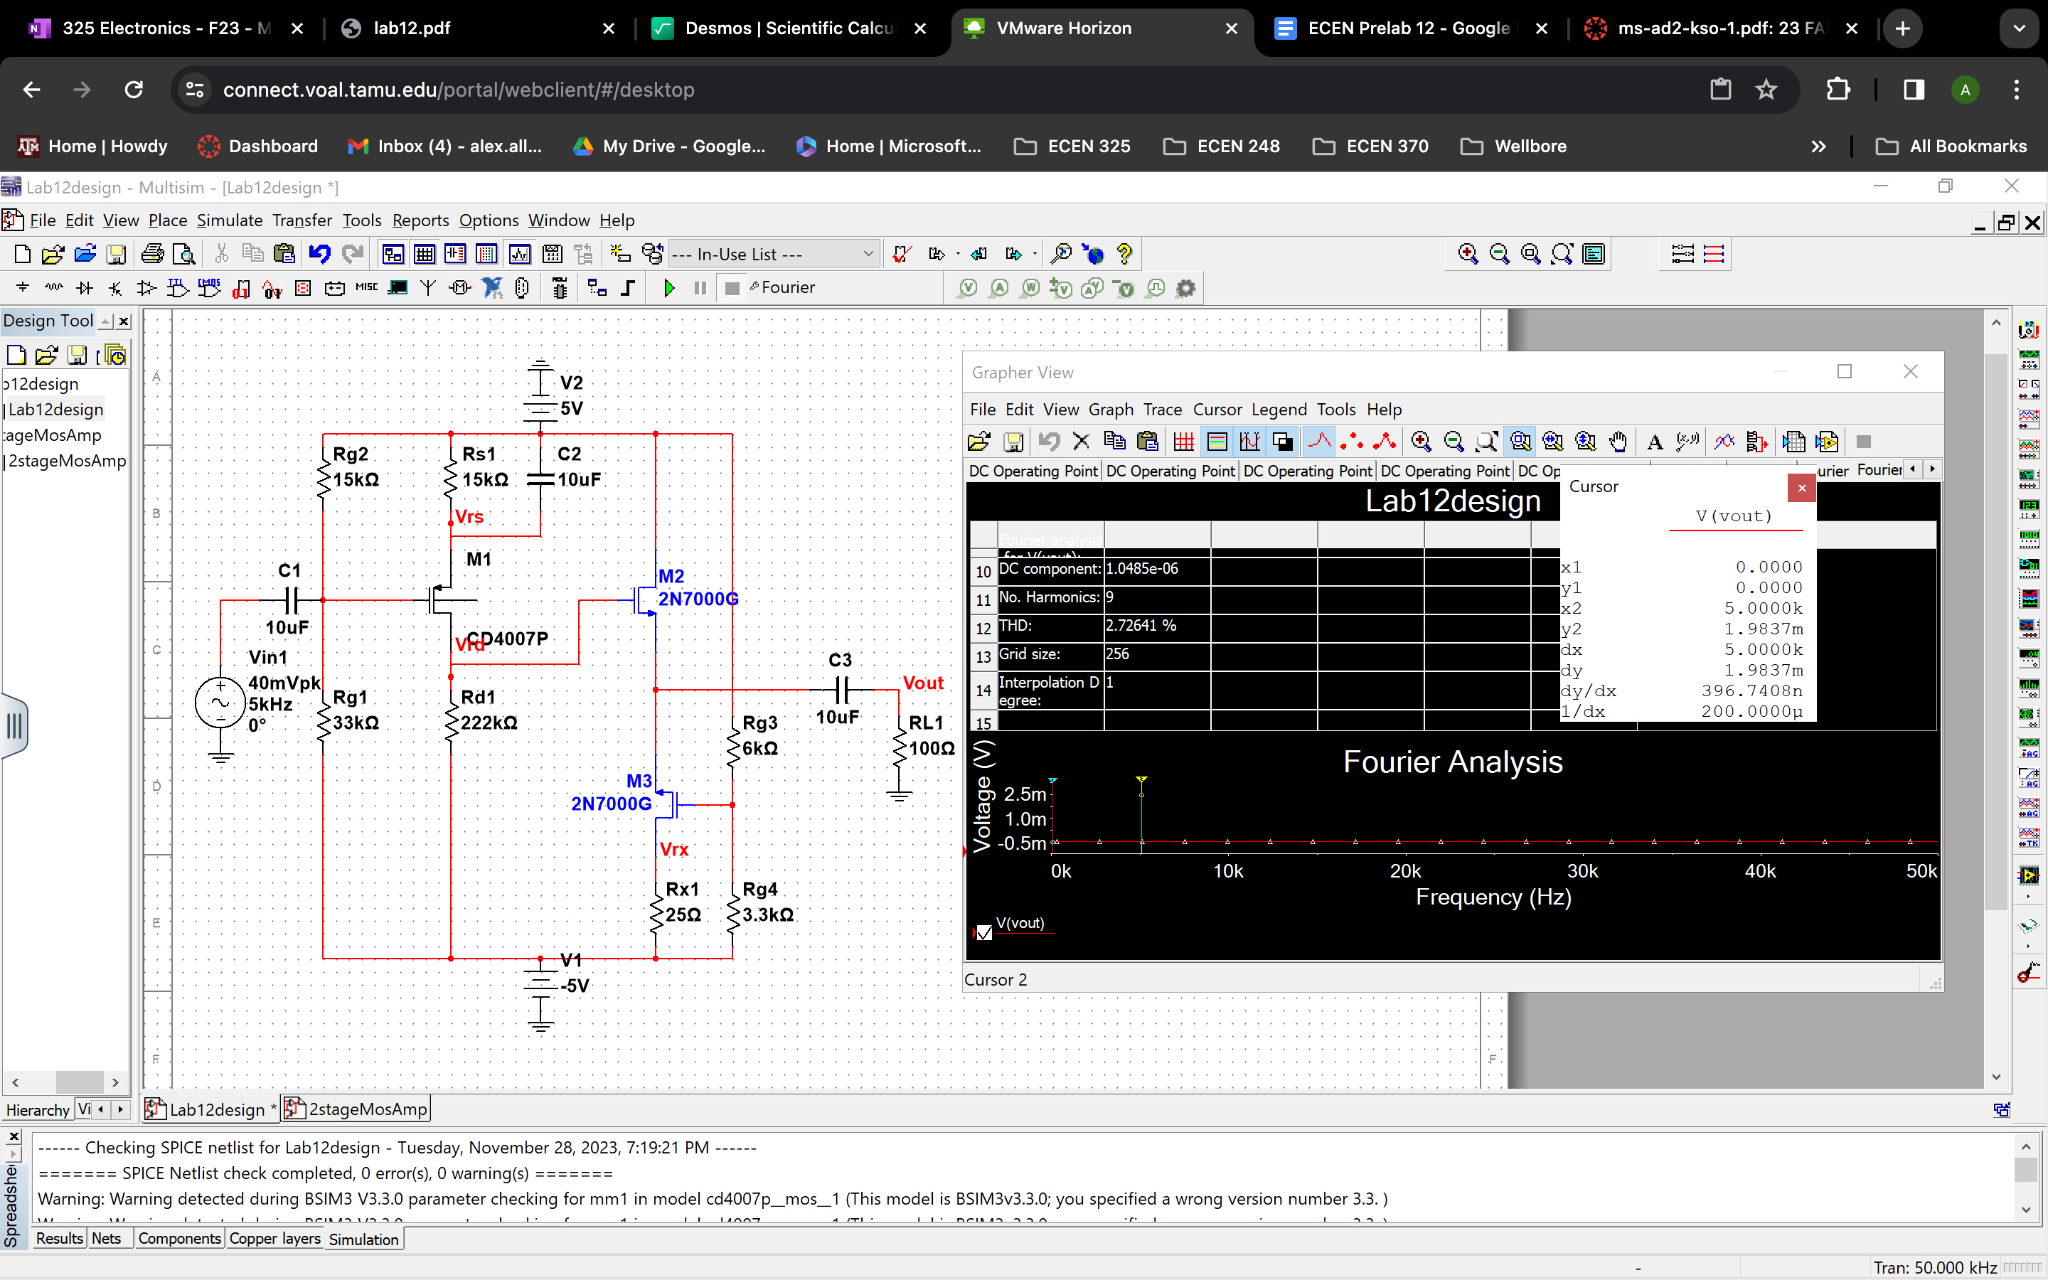 325 Electronics - F23 - M
lab12.pdf
Desmos | Scientific Calcu
VMware Horizon
ECEN Prelab 12 - Google
ms-ad2-kso-1.pdf: 23 FA
connect.voal.tamu.edu/portal/webclient/#/desktop
A
Home | Howdy
Dashboard
Inbox (4) - alex.all...
My Drive - Google...
Home | Microsoft...
ECEN 325
ECEN 248
ECEN 370
Wellbore
All Bookmarks
Lab12design - Multisim - [Lab12design *]
File Edit View Place Simulate Transfer Tools Reports Options Window Help
--- In-Use List ---
MISC
Fourier
Design Tool
Lab12design
2stageMosAmp
A
B
C
D
E
F
V2
5V
Rg2
15kΩ
Rs1
15kΩ
C2
10uF
Vrs
M1
C1
10uF
M2
2N7000G
CD4007P
Vrd
Vin1
40mVpk
5kHz
0°
Rg1
33kΩ
Rd1
222kΩ
C3
10uF
Vout
RL1
100Ω
Rg3
6kΩ
M3
2N7000G
Vrx
Rx1
25Ω
Rg4
3.3kΩ
V1
-5V
F
Grapher View
File Edit View Graph Trace Cursor Legend Tools Help
DC Operating Point DC Operating Point DC Operating Point DC Operating Point DC Op
urier Fourier
Lab12design
Fourier analysis
for V(vout):
10 DC component: 1.0485e-06
11 No. Harmonics: 9
12 THD: 2.72641 %
13 Grid size: 256
14 Interpolation D 1
egree:
15
Cursor
V(vout)
x1 0.0000
y1 0.0000
x2 5.0000k
y2 1.9837m
dx 5.0000k
dy 1.9837m
dy/dx 396.7408n
1/dx 200.0000µ
Fourier Analysis
Voltage (V)
2.5m
1.0m
-0.5m
0k 10k 20k 30k 40k 50k
Frequency (Hz)
V(vout)
Cursor 2
Hierarchy Vi
Lab12design * 2stageMosAmp
------ Checking SPICE netlist for Lab12design - Tuesday, November 28, 2023, 7:19:21 PM ------
======= SPICE Netlist check completed, 0 error(s), 0 warning(s) =======
Warning: Warning detected during BSIM3 V3.3.0 parameter checking for mm1 in model cd4007p__mos__1 (This model is BSIM3v3.3.0; you specified a wrong version number 3.3. )
Spreadshee
Results Nets Components Copper layers Simulation
- Tran: 50.000 kHz